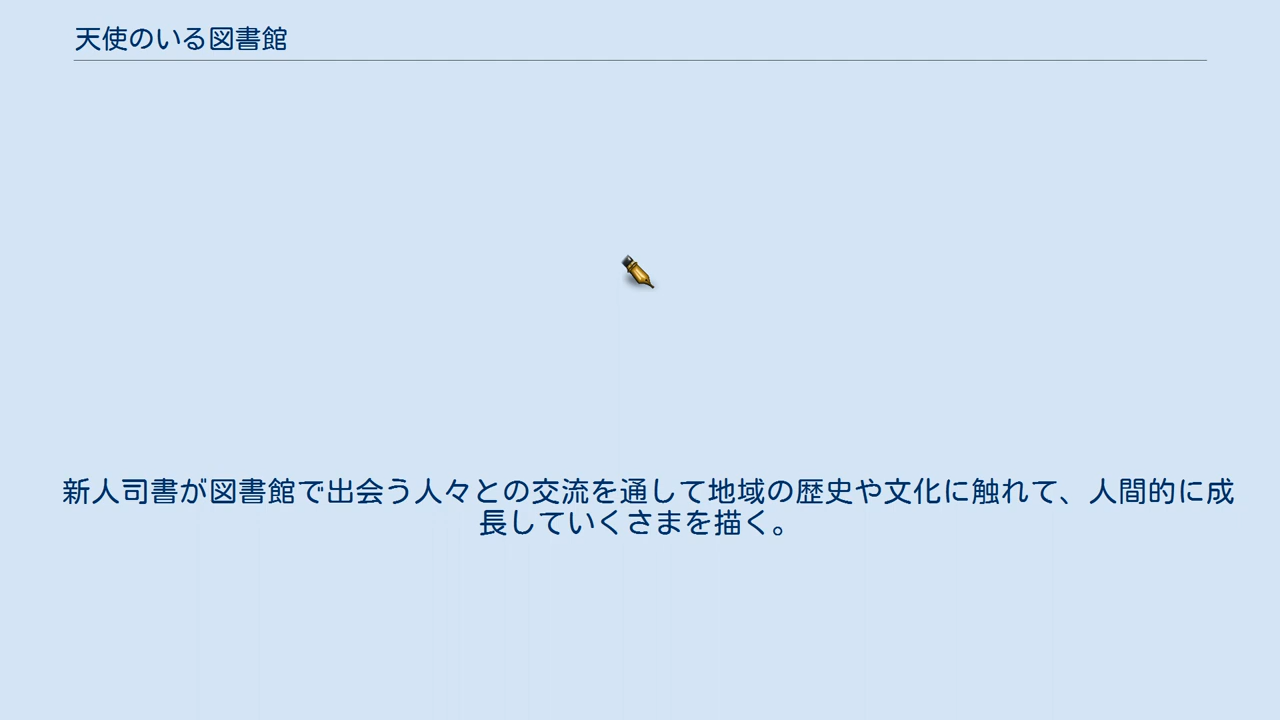 天使のいる図書館
新人司書が図書館で出会う人々との交流を通して地域の歴史や文化に触れて、人間的に成
長していくさまを描く。